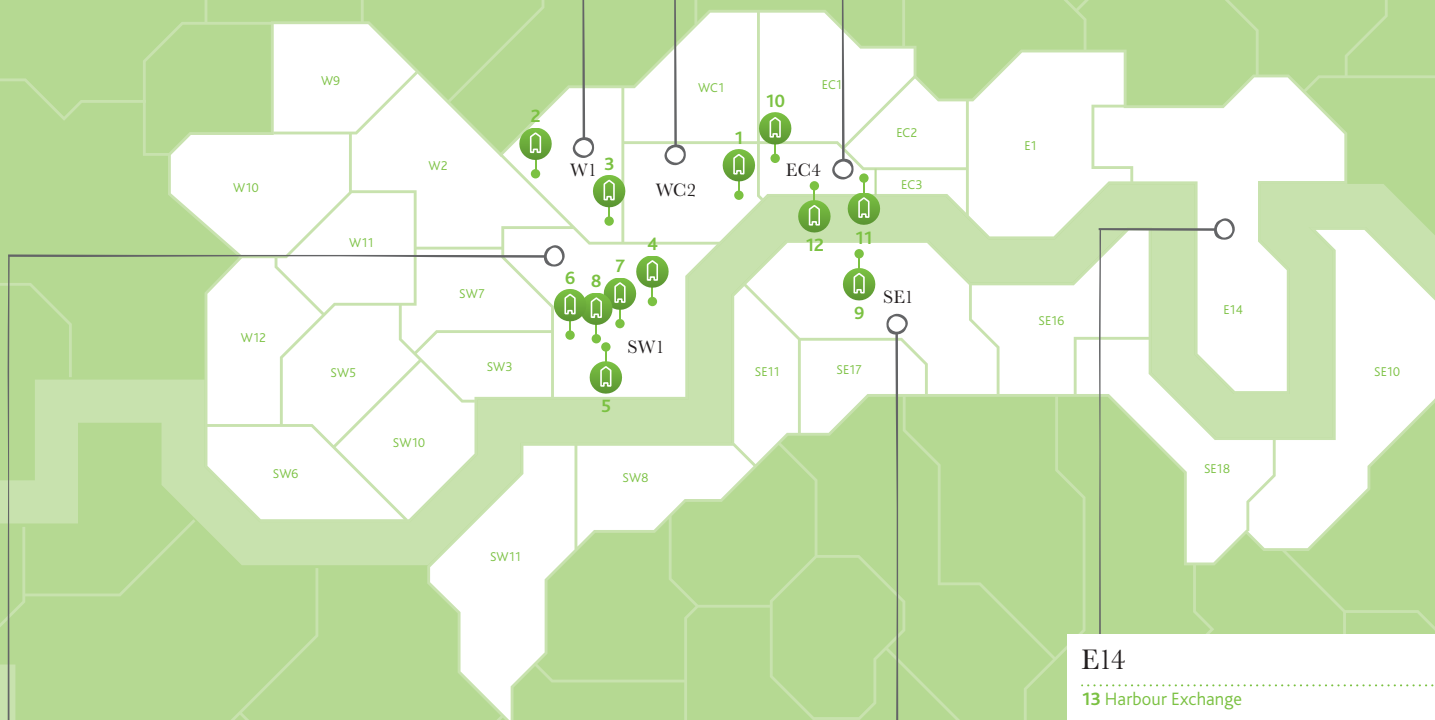 W9
WC1
EC1
10
2
EC2
1
E1
3
W2
W1
EC4
EC3
W10
WC2
W11
12
11
4
7
6
8
SW7
SE1
9
E14
SE16
W12
SW1
SW3
SW5
SE11
SE17
SE10
5
SW10
SW6
SW8
SE18
SW11
E14
13 Harbour Exchange